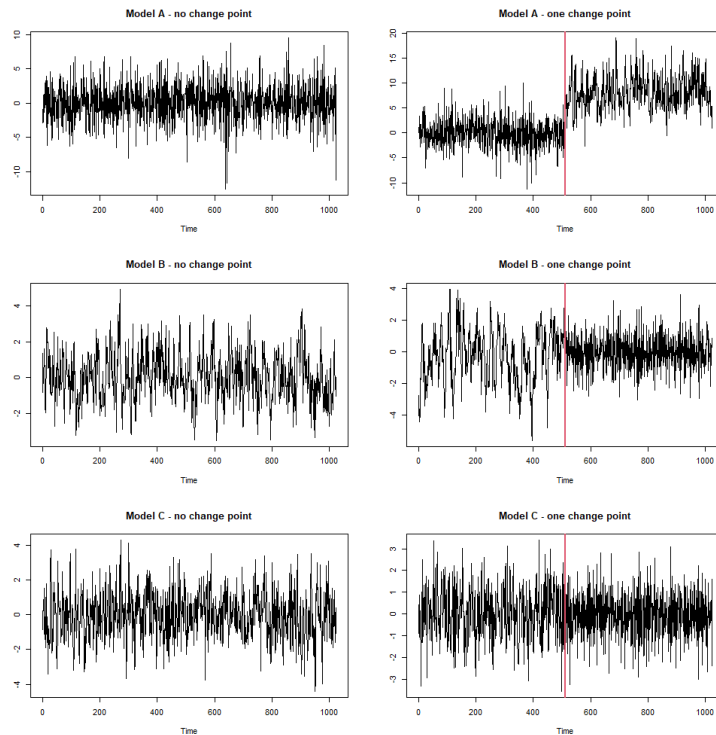 Model A - no change point
10
5
0
-5
-10
0 200 400 600 800 1000
Time
Model A - one change point
20
15
10
5
0
-5
-10
0 200 400 600 800 1000
Time
Model B - no change point
4
2
0
-2
0 200 400 600 800 1000
Time
Model B - one change point
4
2
0
-2
-4
0 200 400 600 800 1000
Time
Model C - no change point
4
2
0
-2
-4
0 200 400 600 800 1000
Time
Model C - one change point
3
2
1
0
-1
-2
-3
0 200 400 600 800 1000
Time